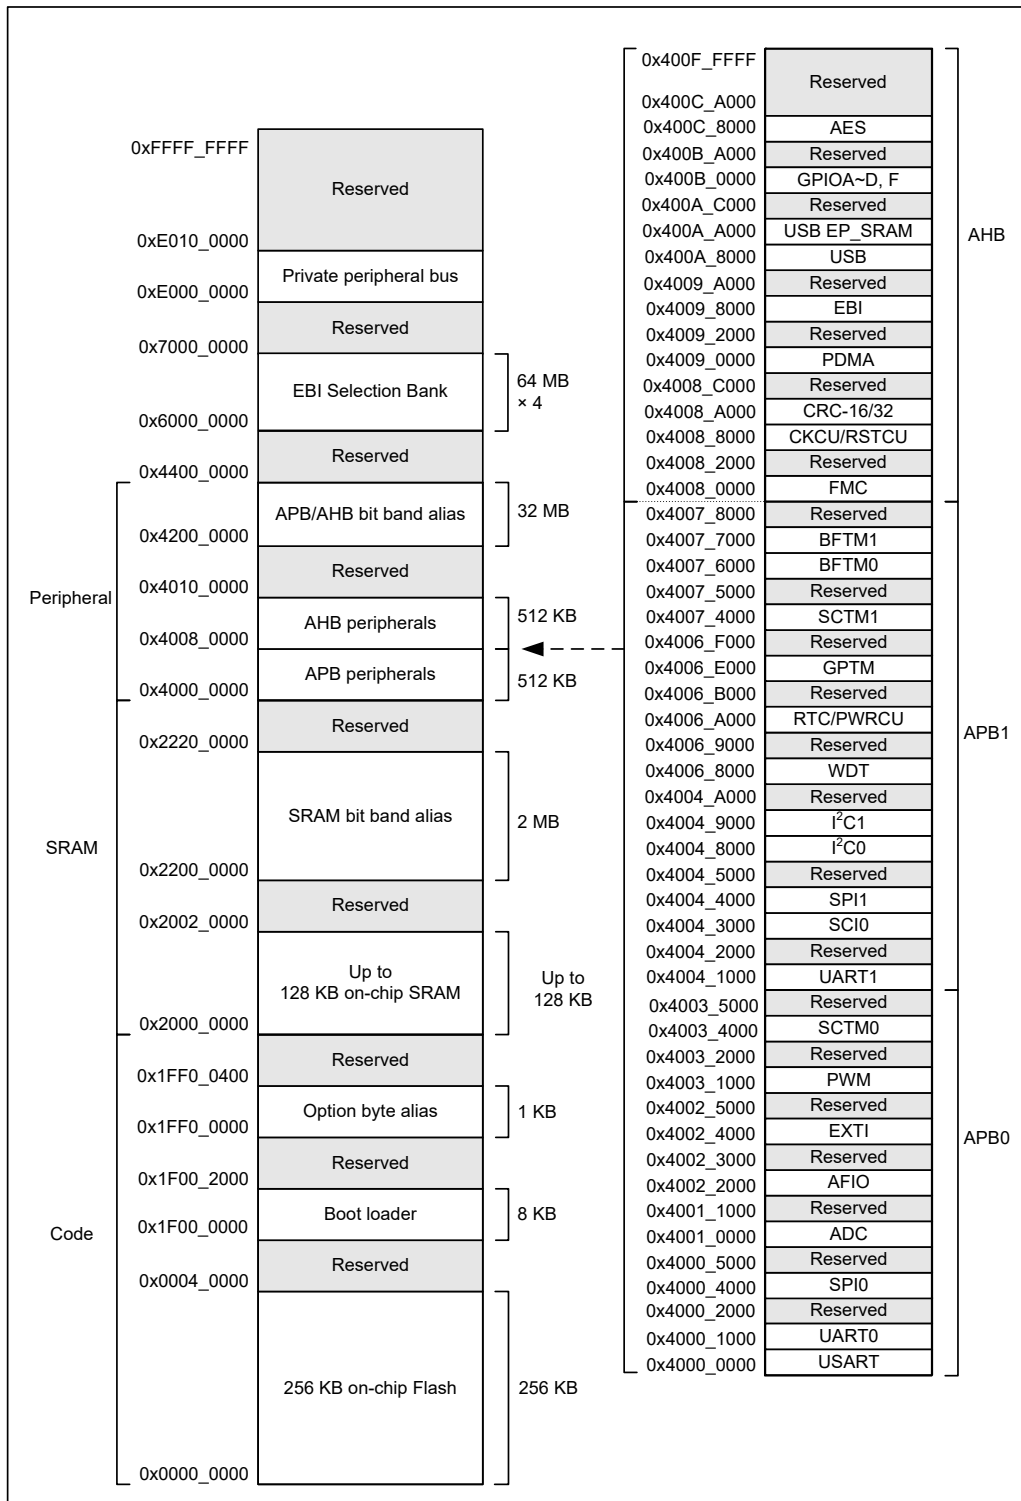 0xFFFF_FFFF
Reserved
0xE010_0000
Private peripheral bus
0xE000_0000
Reserved
0x7000_0000
EBI Selection Bank
64 MB
× 4
0x6000_0000
Reserved
0x4400_0000
APB/AHB bit band alias
32 MB
0x4200_0000
Reserved
0x4010_0000
Peripheral
AHB peripherals
512 KB
0x4008_0000
APB peripherals
512 KB
0x4000_0000
Reserved
0x2220_0000
SRAM
SRAM bit band alias
2 MB
0x2200_0000
Reserved
0x2002_0000
Up to
128 KB on-chip SRAM
Up to
128 KB
0x2000_0000
Reserved
0x1FF0_0400
Option byte alias
1 KB
0x1FF0_0000
Reserved
0x1F00_2000
Code
Boot loader
8 KB
0x1F00_0000
Reserved
0x0004_0000
256 KB on-chip Flash
256 KB
0x0000_0000
0x400F_FFFF
Reserved
0x400C_A000
0x400C_8000 AES
0x400B_A000 Reserved
0x400B_0000 GPIOA~D, F
0x400A_C000 Reserved
0x400A_A000 USB EP_SRAM
AHB
0x400A_8000 USB
0x4009_A000 Reserved
0x4009_8000 EBI
0x4009_2000 Reserved
0x4009_0000 PDMA
0x4008_C000 Reserved
0x4008_A000 CRC-16/32
0x4008_8000 CKCU/RSTCU
0x4008_2000 Reserved
0x4008_0000 FMC
0x4007_8000 Reserved
0x4007_7000 BFTM1
0x4007_6000 BFTM0
0x4007_5000 Reserved
0x4007_4000 SCTM1
0x4006_F000 Reserved
0x4006_E000 GPTM
0x4006_B000 Reserved
0x4006_A000 RTC/PWRCU
APB1
0x4006_9000 Reserved
0x4006_8000 WDT
0x4004_A000 Reserved
0x4004_9000 I²C1
0x4004_8000 I²C0
0x4004_5000 Reserved
0x4004_4000 SPI1
0x4004_3000 SCI0
0x4004_2000 Reserved
0x4004_1000 UART1
0x4003_5000 Reserved
0x4003_4000 SCTM0
0x4003_2000 Reserved
0x4003_1000 PWM
0x4002_5000 Reserved
0x4002_4000 EXTI
APB0
0x4002_3000 Reserved
0x4002_2000 AFIO
0x4001_1000 Reserved
0x4001_0000 ADC
0x4000_5000 Reserved
0x4000_4000 SPI0
0x4000_2000 Reserved
0x4000_1000 UART0
0x4000_0000 USART